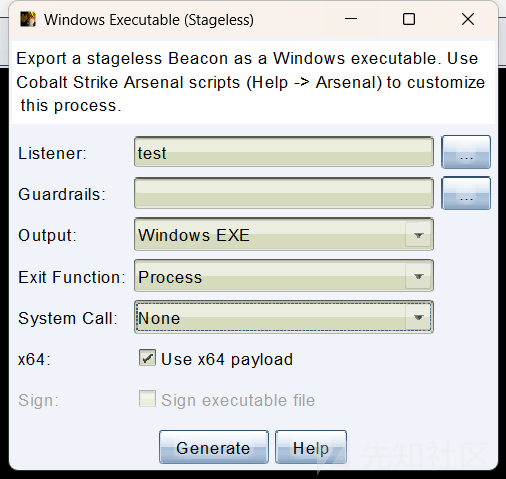 Windows Executable (Stageless)
Export a stageless Beacon as a Windows executable. Use
Cobalt Strike Arsenal scripts (Help -> Arsenal) to customize
this process.
Listener: test ...
Guardrails: ...
Output: Windows EXE
Exit Function: Process
System Call: None
x64: Use x64 payload
Sign: Sign executable file
Generate Help
先知社区